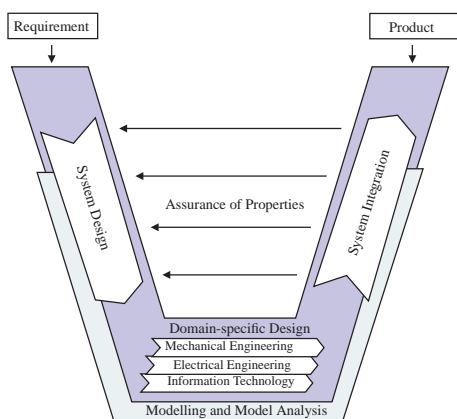 Requirement
Product
System Design
Assurance of Properties
System Integration
Domain-specific Design
Mechanical Engineering
Electrical Engineering
Information Technology
Modelling and Model Analysis